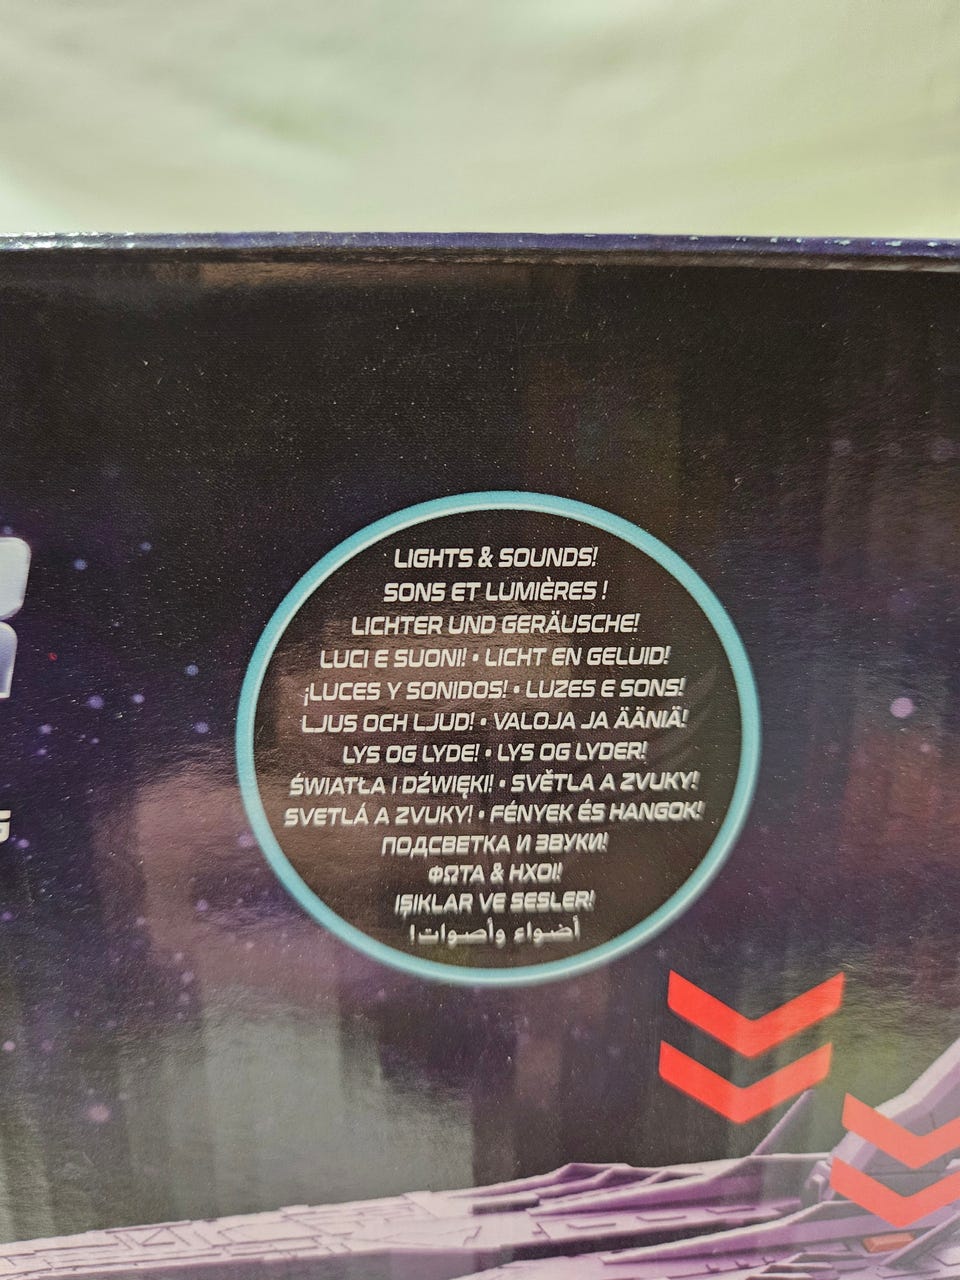 LIGHTS & SOUNDS!
SONS ET LUMIÈRES !
LICHTER UND GERÄUSCHE!
LUCI E SUONI! • LICHT EN GELUID!
¡LUCES Y SONIDOS! • LUZES E SONS!
LJUS OCH LJUD! • VALOJA JA ÄÄNIÄ!
LYS OG LYDE! • LYS OG LYDER!
ŚWIATŁA I DŹWIĘKI! • SVĚTLA A ZVUKY!
SVETLÁ A ZVUKY! • FÉNYEK ÉS HANGOK!
ПОДСВЕТКА И ЗВУКИ!
ΦΩΤΑ & ΗΧΟΙ!
IŞIKLAR VE SESLER!
أضواء وأصوات!